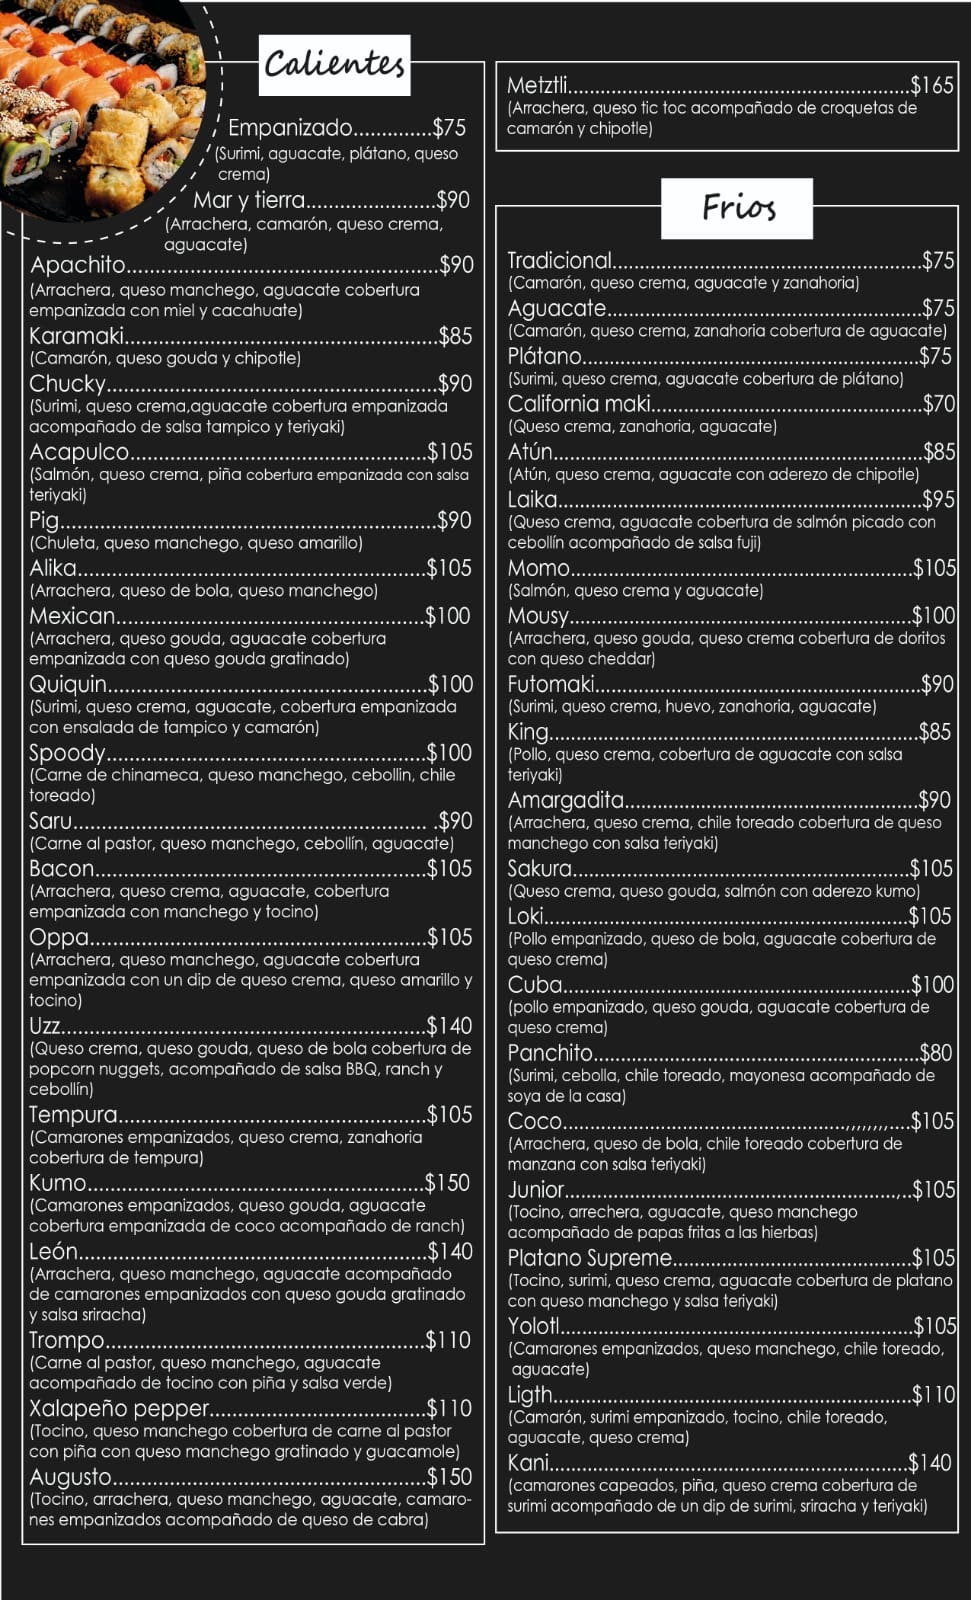 Calientes
Empanizado..............$75
(Surimi, aguacate, plátano, queso
crema)
Mar y tierra.......................$90
(Arrachera, camarón, queso crema,
aguacate)
Apachito.......................................................$90
(Arrachera, queso manchego, aguacate cobertura
empanizada con miel y cacahuate)
Karamaki.......................................................$85
(Camarón, queso gouda y chipotle)
Chucky..........................................................$90
(Surimi, queso crema,aguacate cobertura empanizada
acompañado de salsa tampico y teriyaki)
Acapulco....................................................$105
(Salmón, queso crema, piña cobertura empanizada con salsa
teriyaki)
Pig..................................................................$90
(Chuleta, queso manchego, queso amarillo)
Alika.............................................................$105
(Arrachera, queso de bola, queso manchego)
Mexican......................................................$100
(Arrachera, queso gouda, aguacate cobertura
empanizada con queso gouda gratinado)
Quiquin........................................................$100
(Surimi, queso crema, aguacate, cobertura empanizada
con ensalada de tampico y camarón)
Spoody........................................................$100
(Carne de chinameca, queso manchego, cebollin, chile
toreado)
Saru.............................................................. .$90
(Carne al pastor, queso manchego, cebollín, aguacate)
Bacon..........................................................$105
(Arrachera, queso crema, aguacate, cobertura
empanizada con manchego y tocino)
Oppa...........................................................$105
(Arrachera, queso manchego, aguacate cobertura
empanizada con un dip de queso crema, queso amarillo y
tocino)
Uzz................................................................$140
(Queso crema, queso gouda, queso de bola cobertura de
popcorn nuggets, acompañado de salsa BBQ, ranch y
cebollín)
Tempura......................................................$105
(Camarones empanizados, queso crema, zanahoria
cobertura de tempura)
Kumo...........................................................$150
(Camarones empanizados, queso gouda, aguacate
cobertura empanizada de coco acompañado de ranch)
León.............................................................$140
(Arrachera, queso manchego, aguacate acompañado
de camarones empanizados con queso gouda gratinado
y salsa sriracha)
Trompo........................................................$110
(Carne al pastor, queso manchego, aguacate
acompañado de tocino con piña y salsa verde)
Xalapeño pepper......................................$110
(Tocino, queso manchego cobertura de carne al pastor
con piña con queso manchego gratinado y guacamole)
Augusto.......................................................$150
(Tocino, arrachera, queso manchego, aguacate, camaro-
nes empanizados acompañado de queso de cabra)
Metztli............................................................$165
(Arrachera, queso tic toc acompañado de croquetas de
camarón y chipotle)
Frios
Tradicional......................................................$75
(Camarón, queso crema, aguacate y zanahoria)
Aguacate.......................................................$75
(Camarón, queso crema, zanahoria cobertura de aguacate)
Plátano...........................................................$75
(Surimi, queso crema, aguacate cobertura de plátano)
California maki...............................................$70
(Queso crema, zanahoria, aguacate)
Atún.................................................................$85
(Atún, queso crema, aguacate con aderezo de chipotle)
Laika................................................................$95
(Queso crema, aguacate cobertura de salmón picado con
cebollín acompañado de salsa fuji)
Momo............................................................$105
(Salmón, queso crema y aguacate)
Mousy............................................................$100
(Arrachera, queso gouda, queso crema cobertura de doritos
con queso cheddar)
Futomaki.........................................................$90
(Surimi, queso crema, huevo, zanahoria, aguacate)
King.................................................................$85
(Pollo, queso crema, cobertura de aguacate con salsa
teriyaki)
Amargadita....................................................$90
(Arrachera, queso crema, chile toreado cobertura de queso
manchego con salsa teriyaki)
Sakura...........................................................$105
(Queso crema, queso gouda, salmón con aderezo kumo)
Loki................................................................$105
(Pollo empanizado, queso de bola, aguacate cobertura de
queso crema)
Cuba.............................................................$100
(pollo empanizado, queso gouda, aguacate cobertura de
queso crema)
Panchito.........................................................$80
(Surimi, cebolla, chile toreado, mayonesa acompañado de
soya de la casa)
Coco..................................................,,,,,,,,....$105
(Arrachera, queso de bola, chile toreado cobertura de
manzana con salsa teriyaki)
Junior..........................................................,..$105
(Tocino, arrechera, aguacate, queso manchego
acompañado de papas fritas a las hierbas)
Platano Supreme..........................................$105
(Tocino, surimi, queso crema, aguacate cobertura de platano
con queso manchego y salsa teriyaki)
Yolotl..............................................................$105
(Camarones empanizados, queso manchego, chile toreado,
aguacate)
Ligth...............................................................$110
(Camarón, surimi empanizado, tocino, chile toreado,
aguacate, queso crema)
Kani...............................................................$140
(camarones capeados, piña, queso crema cobertura de
surimi acompañado de un dip de surimi, sriracha y teriyaki)